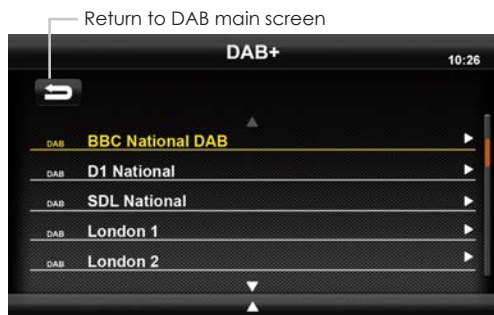 Return to DAB main screen
DAB+
10:26
DAB BBC National DAB
DAB D1 National
DAB SDL National
DAB London 1
DAB London 2